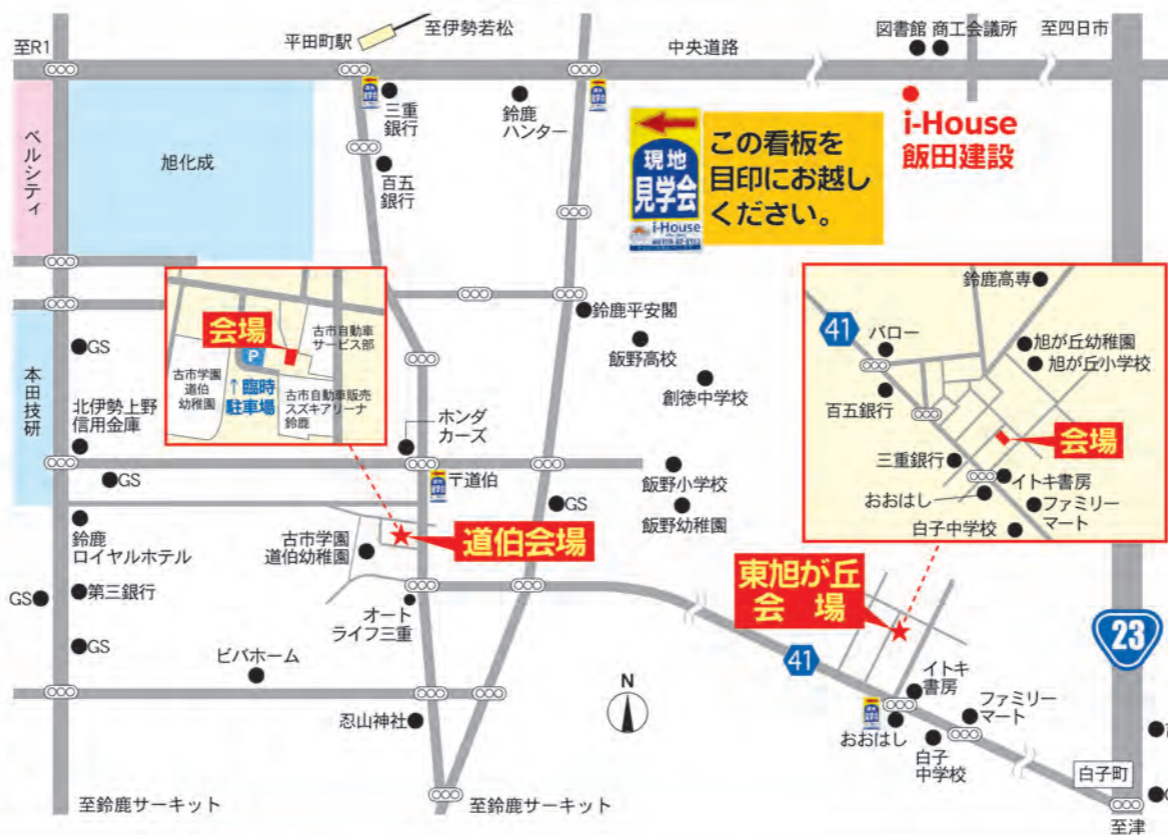 至R1
平田町駅
至伊勢若松
中央道路
図書館 商工会議所
至四日市
三重
銀行
鈴鹿
ハンター
i-House
飯田建設
ベルシティ
旭化成
百五
銀行
現地
見学会
i-House
この看板を
目印にお越し
ください。
会場
古市自動車
サービス部
P
古市学園
道伯
幼稚園
↑臨時
駐車場
古市自動車販売
スズキアリーナ
鈴鹿
鈴鹿平安閣
飯野高校
創徳中学校
鈴鹿高専
41
バロー
旭が丘幼稚園
旭が丘小学校
百五銀行
会場
三重銀行
イトキ書房
おおはし
ファミリー
マート
白子中学校
本田技研
GS
北伊勢上野
信用金庫
ホンダ
カーズ
GS
〒道伯
飯野小学校
GS
飯野幼稚園
鈴鹿
ロイヤルホテル
古市学園
道伯幼稚園
道伯会場
東旭が丘
会場
GS
第三銀行
オート
ライフ三重
23
GS
ビバホーム
41
イトキ
書房
ファミリー
マート
N
忍山神社
おおはし
白子
中学校
白子町
至鈴鹿サーキット
至鈴鹿サーキット
至津